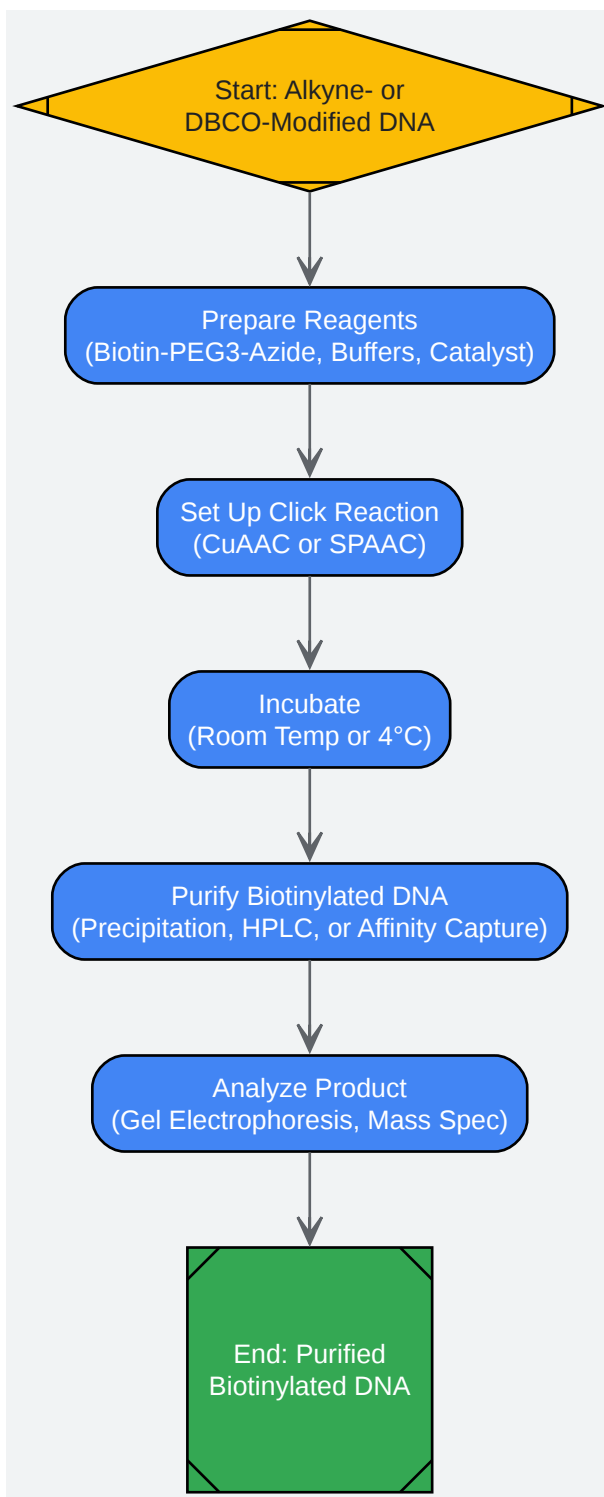 Start: Alkyne- or
DBCO-Modified DNA
Prepare Reagents
(Biotin-PEG3-Azide, Buffers, Catalyst)
Set Up Click Reaction
(CuAAC or SPAAC)
Incubate
(Room Temp or 4°C)
Purify Biotinylated DNA
(Precipitation, HPLC, or Affinity Capture)
Analyze Product
(Gel Electrophoresis, Mass Spec)
End: Purified
Biotinylated DNA